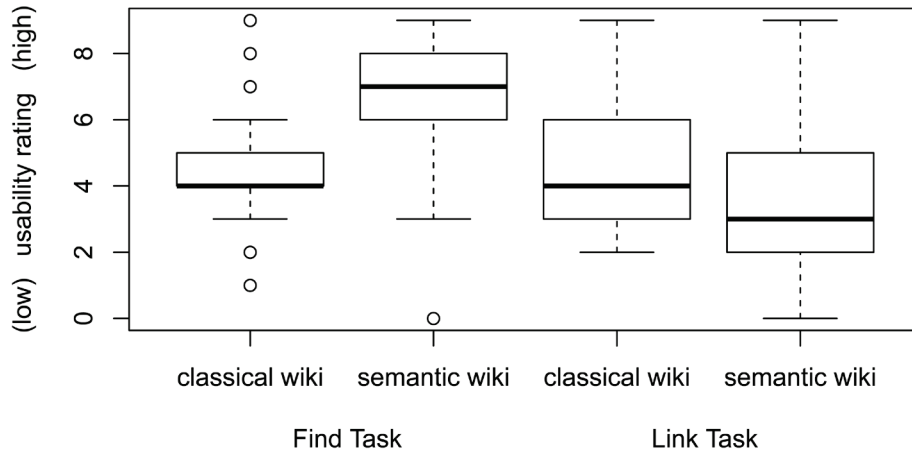 (low) usability rating (high)
8
6
4
2
0
classical wiki semantic wiki classical wiki semantic wiki
Find Task Link Task